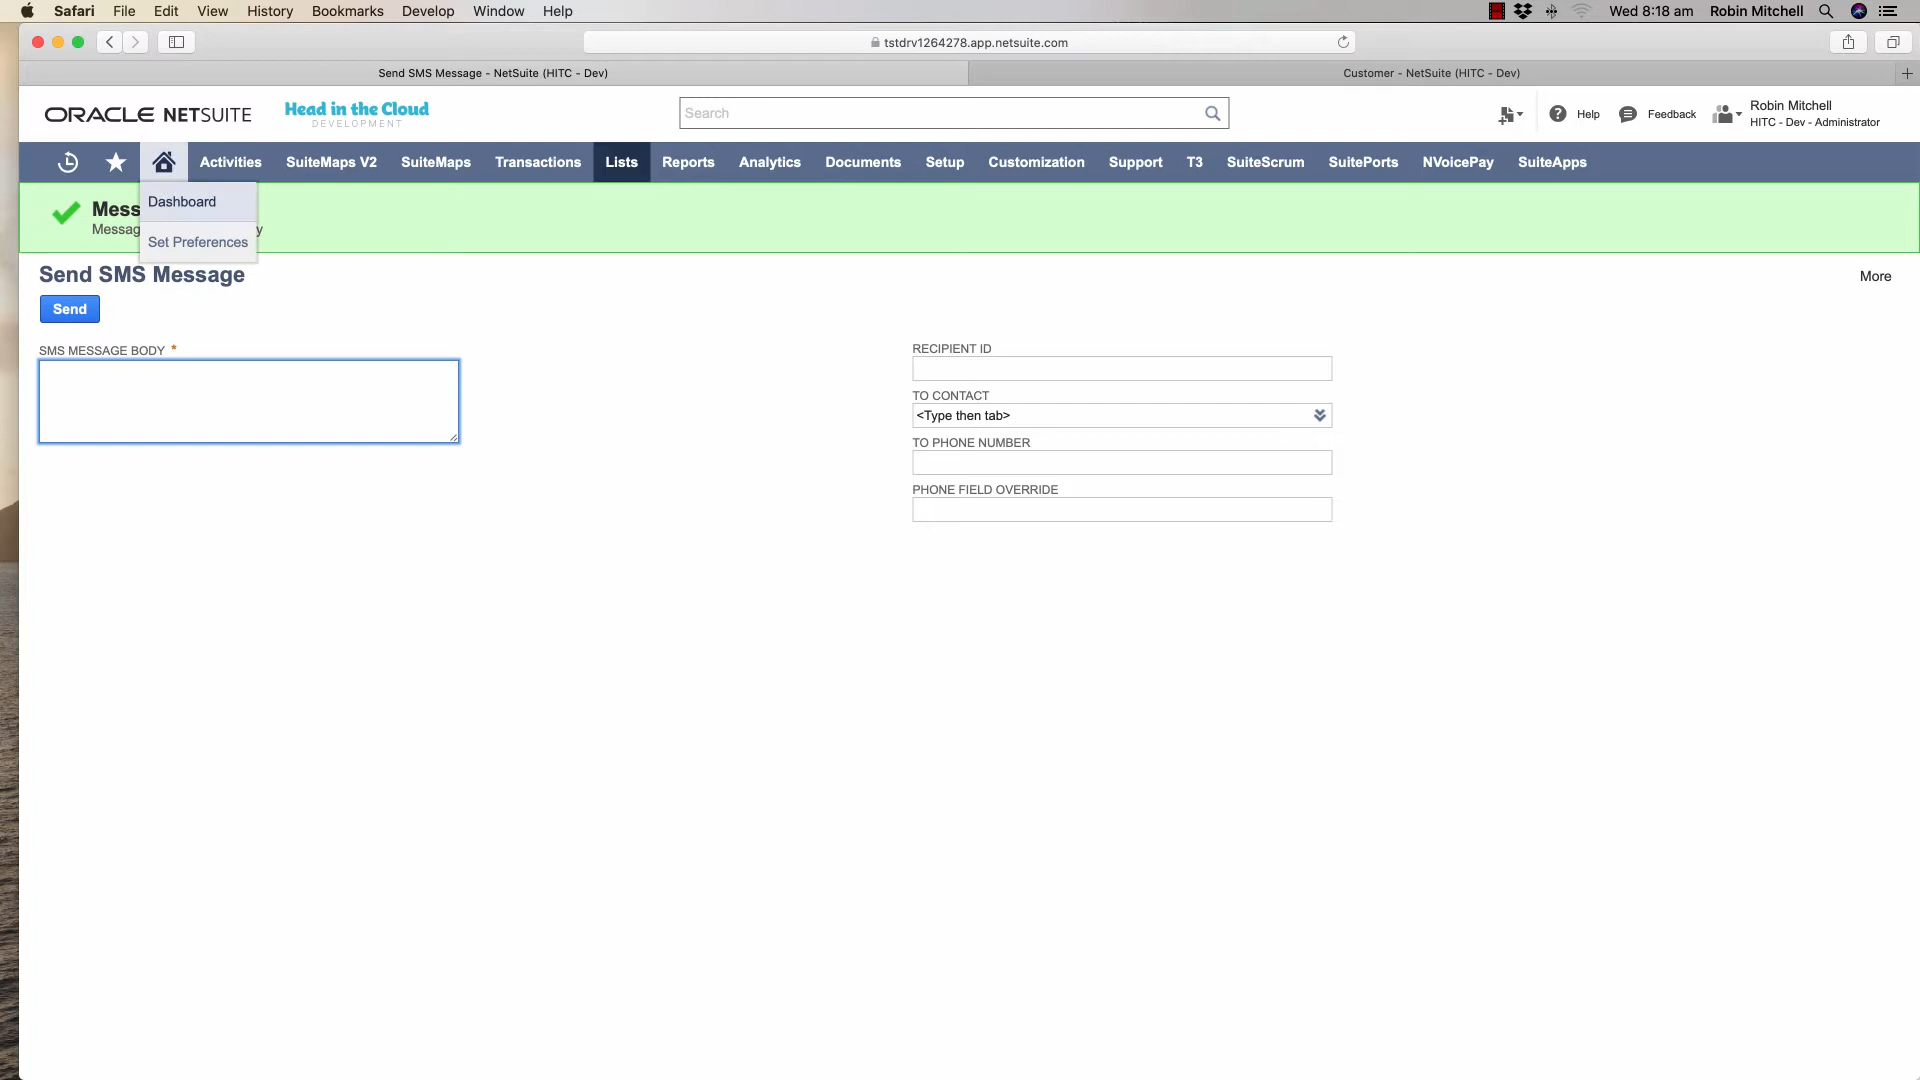 Safari File Edit View History Bookmarks Develop Window Help Wed 8:18 am Robin Mitchell
tstdrv1264278.app.netsuite.com
Send SMS Message - NetSuite (HITC - Dev) Customer - NetSuite (HITC - Dev)
ORACLE NETSUITE Head in the Cloud
DEVELOPMENT
Search
Help Feedback Robin Mitchell
HITC - Dev - Administrator
Activities SuiteMaps V2 SuiteMaps Transactions Lists Reports Analytics Documents Setup Customization Support T3 SuiteScrum SuitePorts NVoicePay SuiteApps
Dashboard
Set Preferences
Send SMS Message
More
Send
SMS MESSAGE BODY *
RECIPIENT ID
TO CONTACT
<Type then tab>
TO PHONE NUMBER
PHONE FIELD OVERRIDE